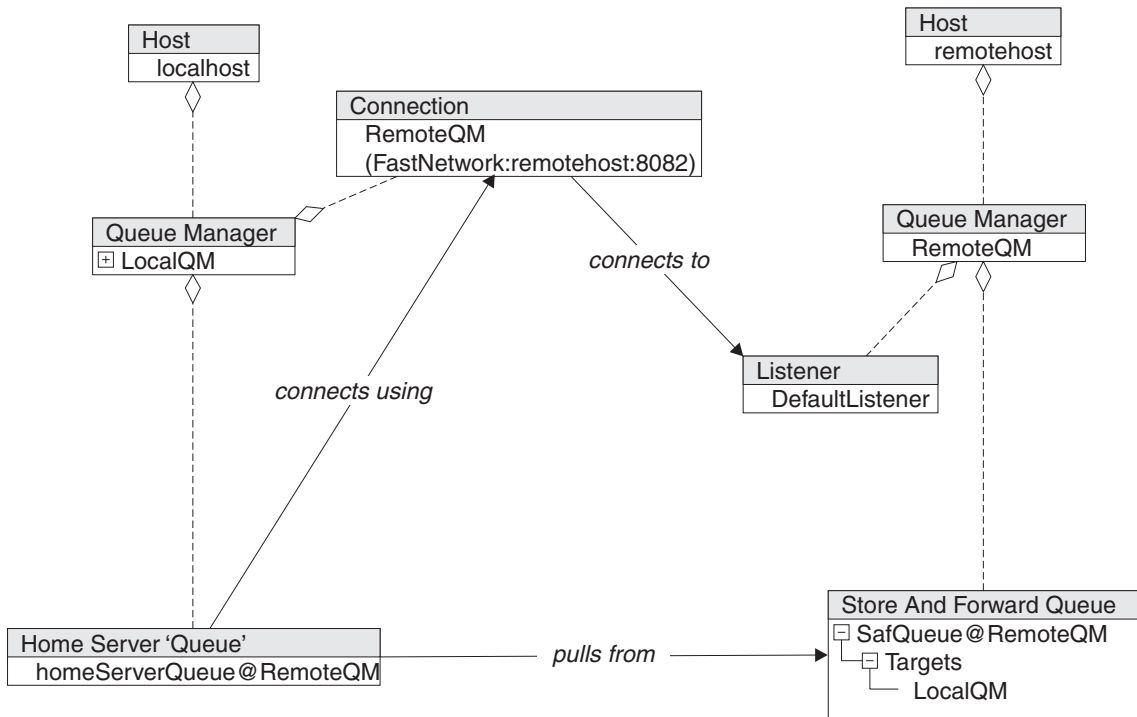 Host
localhost
Host
remotehost
Connection
RemoteQM
(FastNetwork:remotehost:8082)
Queue Manager
LocalQM
Queue Manager
RemoteQM
connects to
Listener
DefaultListener
connects using
Home Server ‘Queue’
homeServerQueue@RemoteQM
pulls from
Store And Forward Queue
SafQueue@RemoteQM
Targets
LocalQM